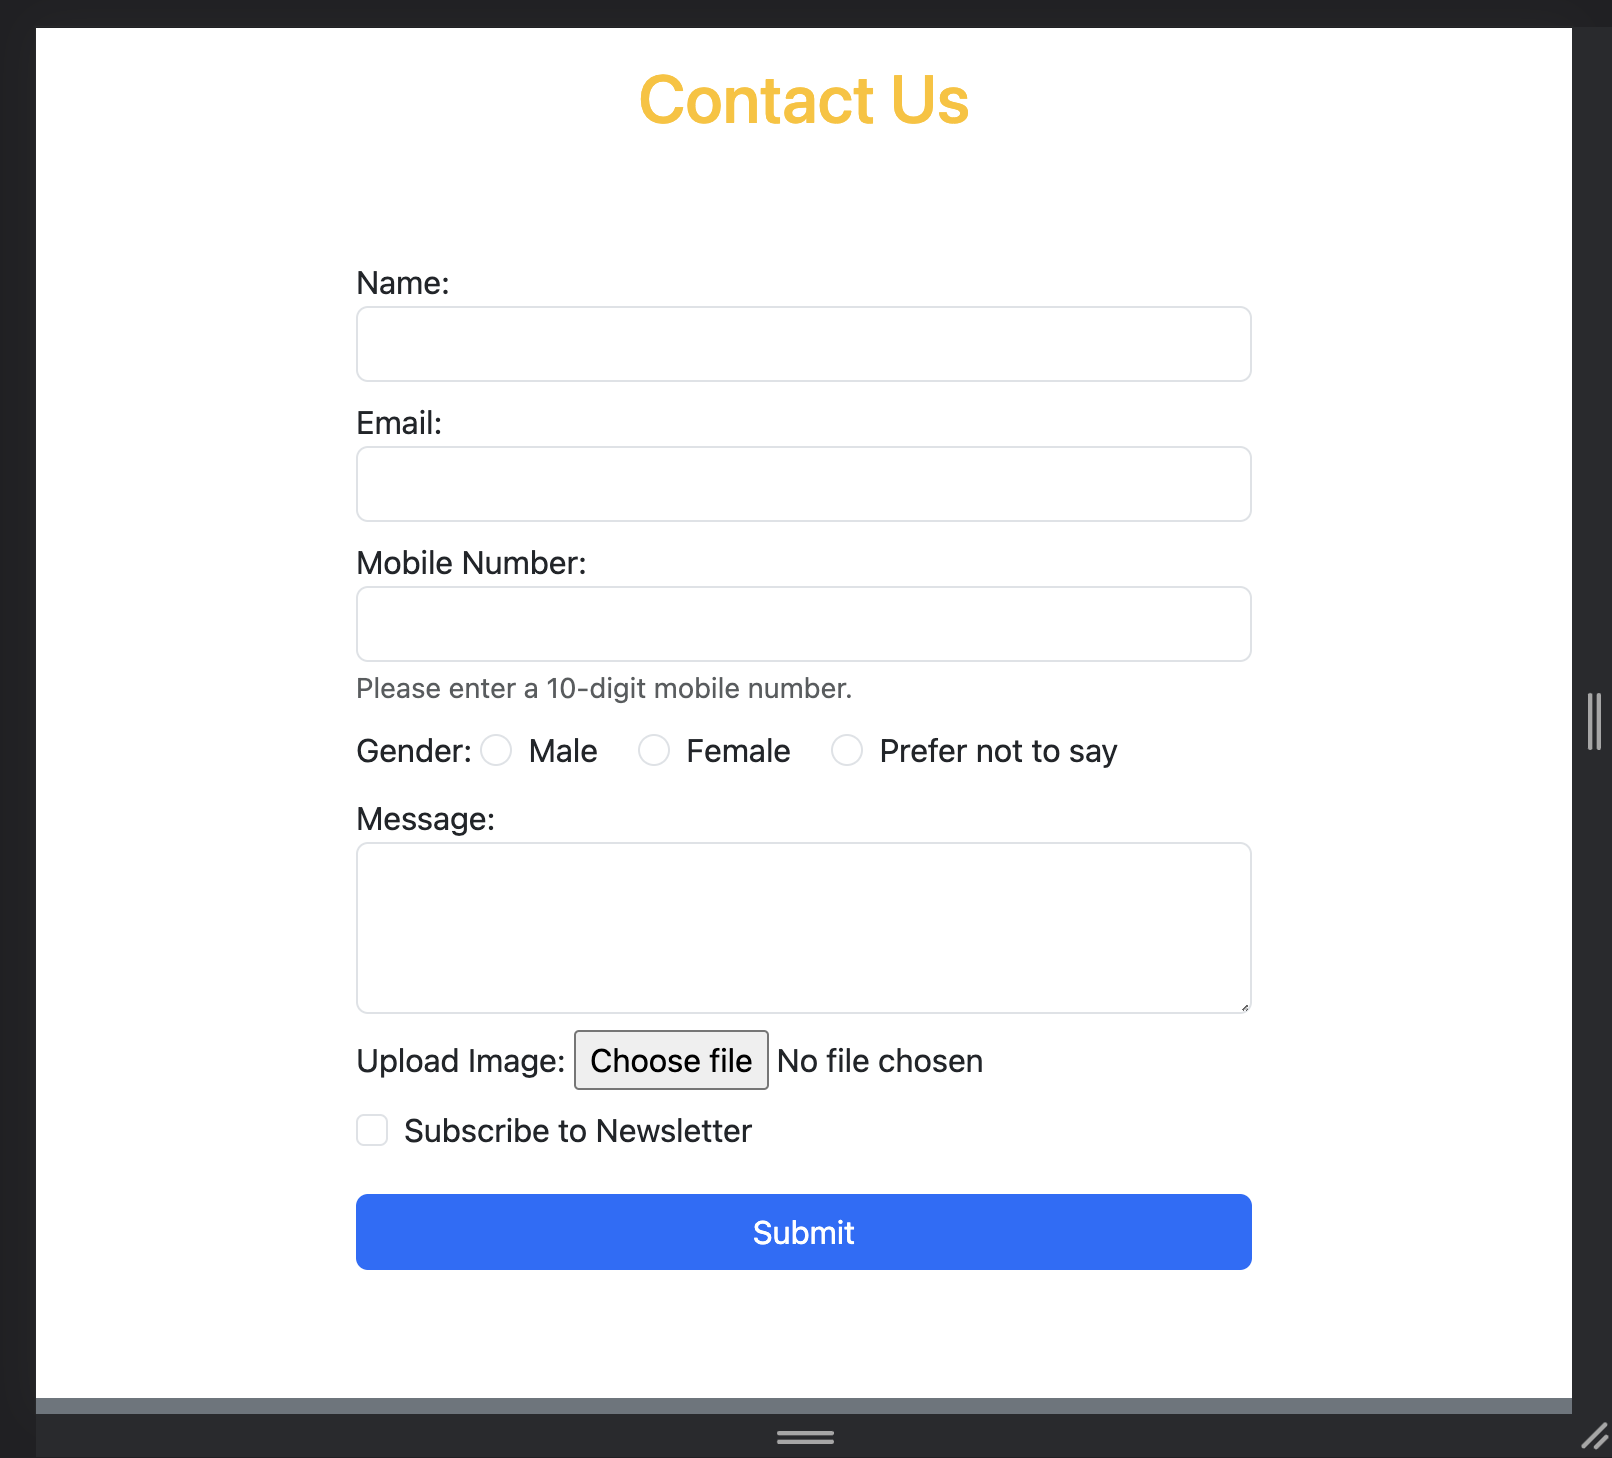 Contact Us
Name:
Email:
Mobile Number:
Please enter a 10-digit mobile number.
Gender: Male Female Prefer not to say
Message:
Upload Image: Choose file No file chosen
Subscribe to Newsletter
Submit